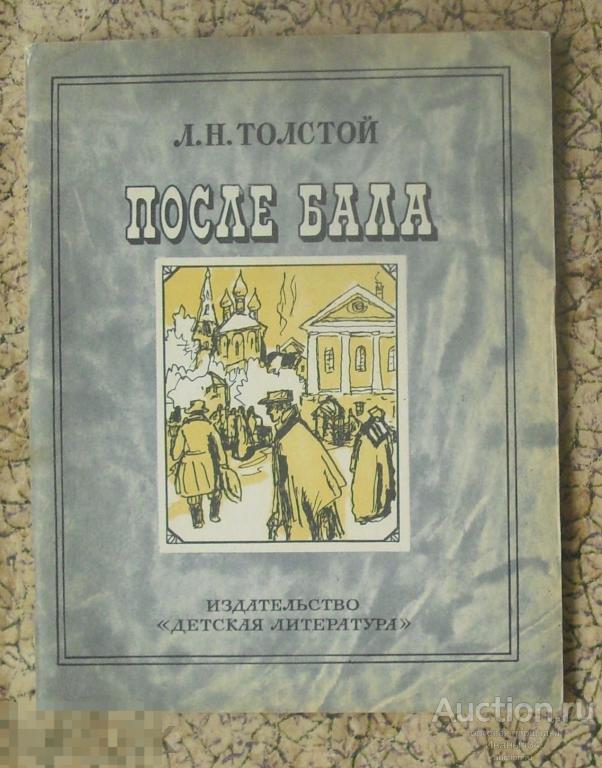 Л.Н.ТОЛСТОЙ
ПОСЛЕ БАЛА
ИЗДАТЕЛЬСТВО
«ДЕТСКАЯ ЛИТЕРАТУРА»
Auction.ru